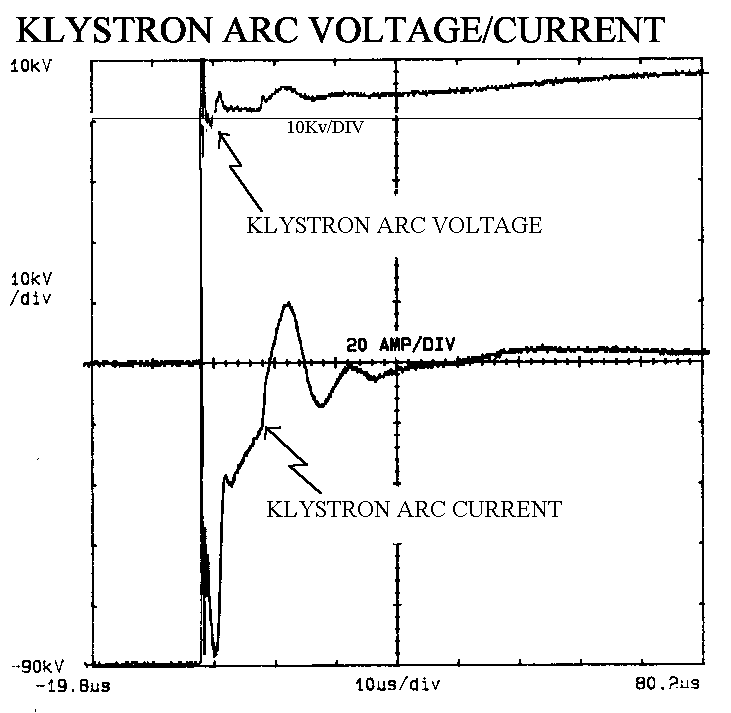 KLYSTRON ARC VOLTAGE/CURRENT
10kV
10Kv/DIV
KLYSTRON ARC VOLTAGE
10kV
/div
20 AMP/DIV
KLYSTRON ARC CURRENT
-90kV
-19.8us
10us/div
80.2us